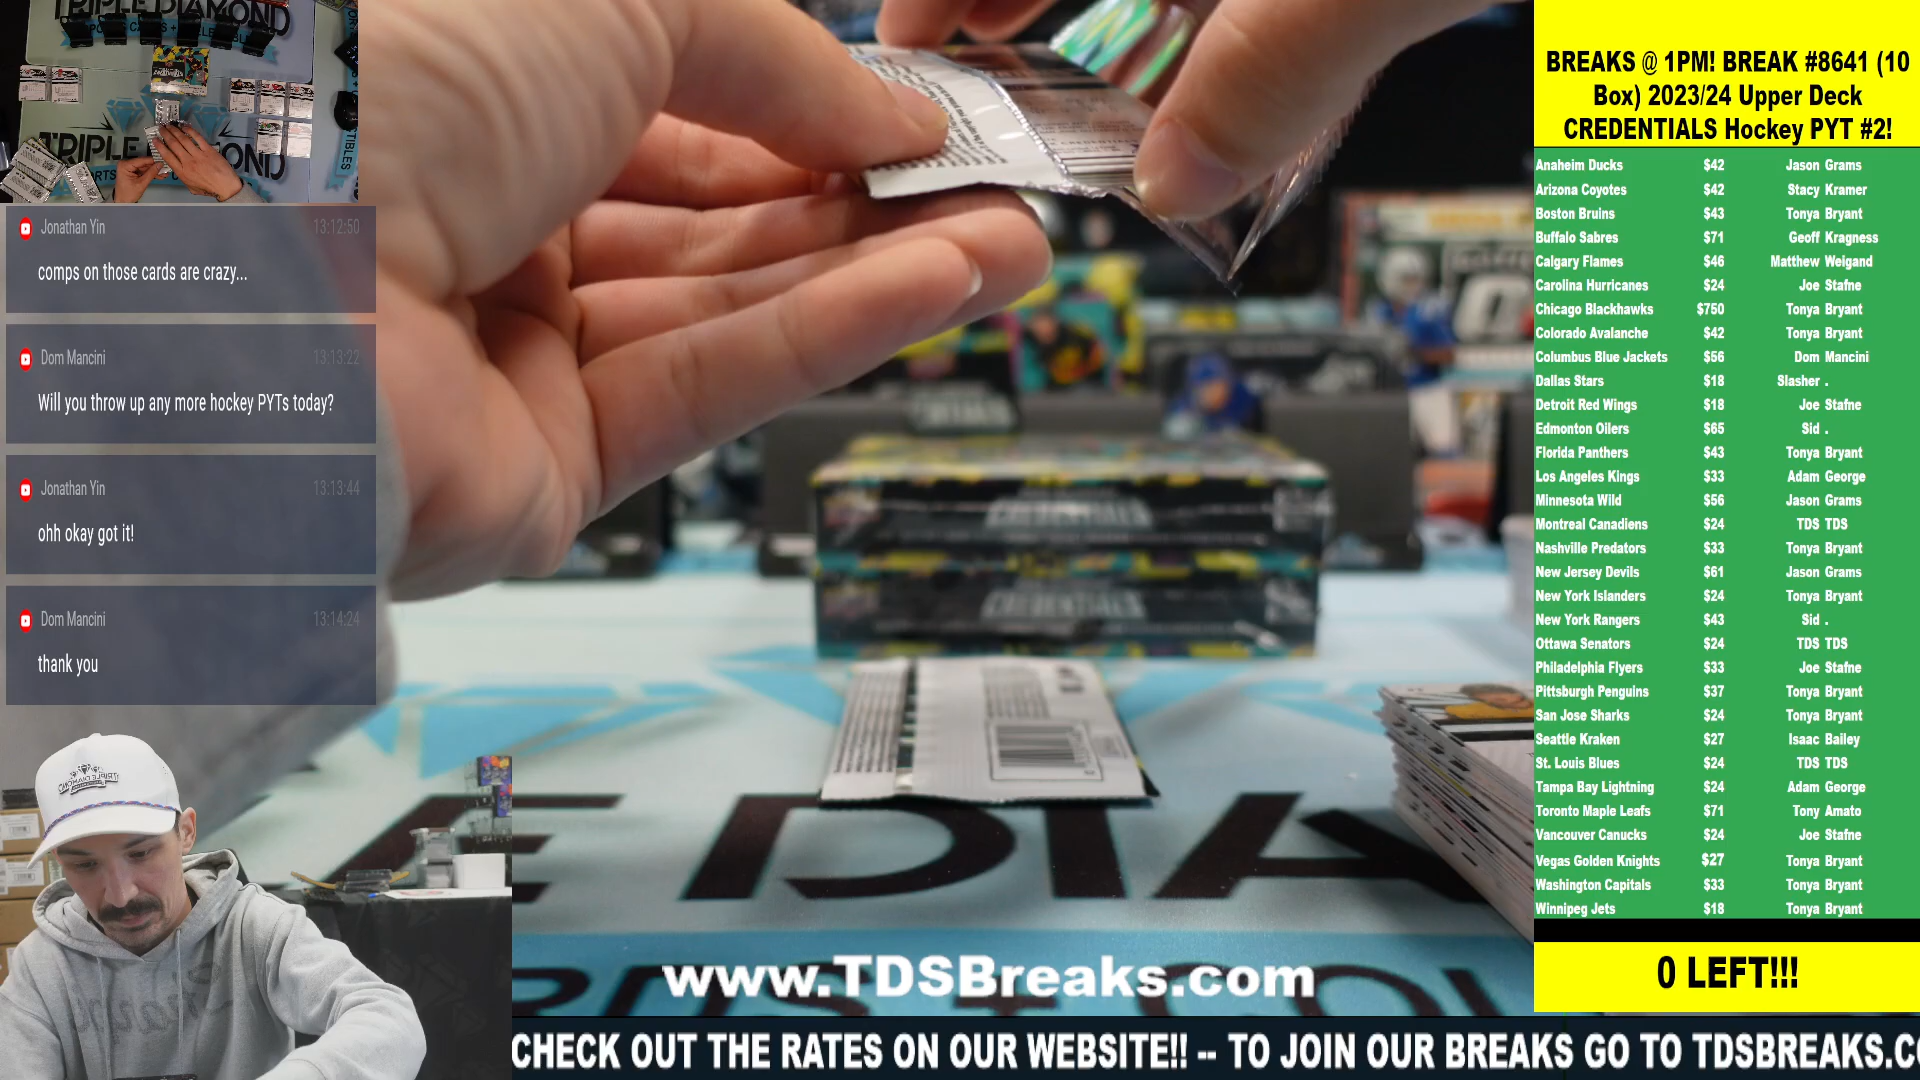 TRIPLE DIAMOND
Jonathan Yin 13:12:50
comps on those cards are crazy...
Dom Mancini 13:13:22
Will you throw up any more hockey PYTs today?
Jonathan Yin 13:13:44
ohh okay got it!
Dom Mancini 13:14:24
thank you
CREDENTIALS
CREDENTIALS
E DIA
www.TDSBreaks.com
CHECK OUT THE RATES ON OUR WEBSITE!! -- TO JOIN OUR BREAKS GO TO TDSBREAKS.C
BREAKS @ 1PM! BREAK #8641 (10
Box) 2023/24 Upper Deck
CREDENTIALS Hockey PYT #2!
Anaheim Ducks $42 Jason Grams
Arizona Coyotes $42 Stacy Kramer
Boston Bruins $43 Tonya Bryant
Buffalo Sabres $71 Geoff Kragness
Calgary Flames $46 Matthew Weigand
Carolina Hurricanes $24 Joe Stafne
Chicago Blackhawks $750 Tonya Bryant
Colorado Avalanche $42 Tonya Bryant
Columbus Blue Jackets $56 Dom Mancini
Dallas Stars $18 Slasher .
Detroit Red Wings $18 Joe Stafne
Edmonton Oilers $65 Sid .
Florida Panthers $43 Tonya Bryant
Los Angeles Kings $33 Adam George
Minnesota Wild $56 Jason Grams
Montreal Canadiens $24 TDS TDS
Nashville Predators $33 Tonya Bryant
New Jersey Devils $61 Jason Grams
New York Islanders $24 Tonya Bryant
New York Rangers $43 Sid .
Ottawa Senators $24 TDS TDS
Philadelphia Flyers $33 Joe Stafne
Pittsburgh Penguins $37 Tonya Bryant
San Jose Sharks $24 Tonya Bryant
Seattle Kraken $27 Isaac Bailey
St. Louis Blues $24 TDS TDS
Tampa Bay Lightning $24 Adam George
Toronto Maple Leafs $71 Tony Amato
Vancouver Canucks $24 Joe Stafne
Vegas Golden Knights $27 Tonya Bryant
Washington Capitals $33 Tonya Bryant
Winnipeg Jets $18 Tonya Bryant
0 LEFT!!!